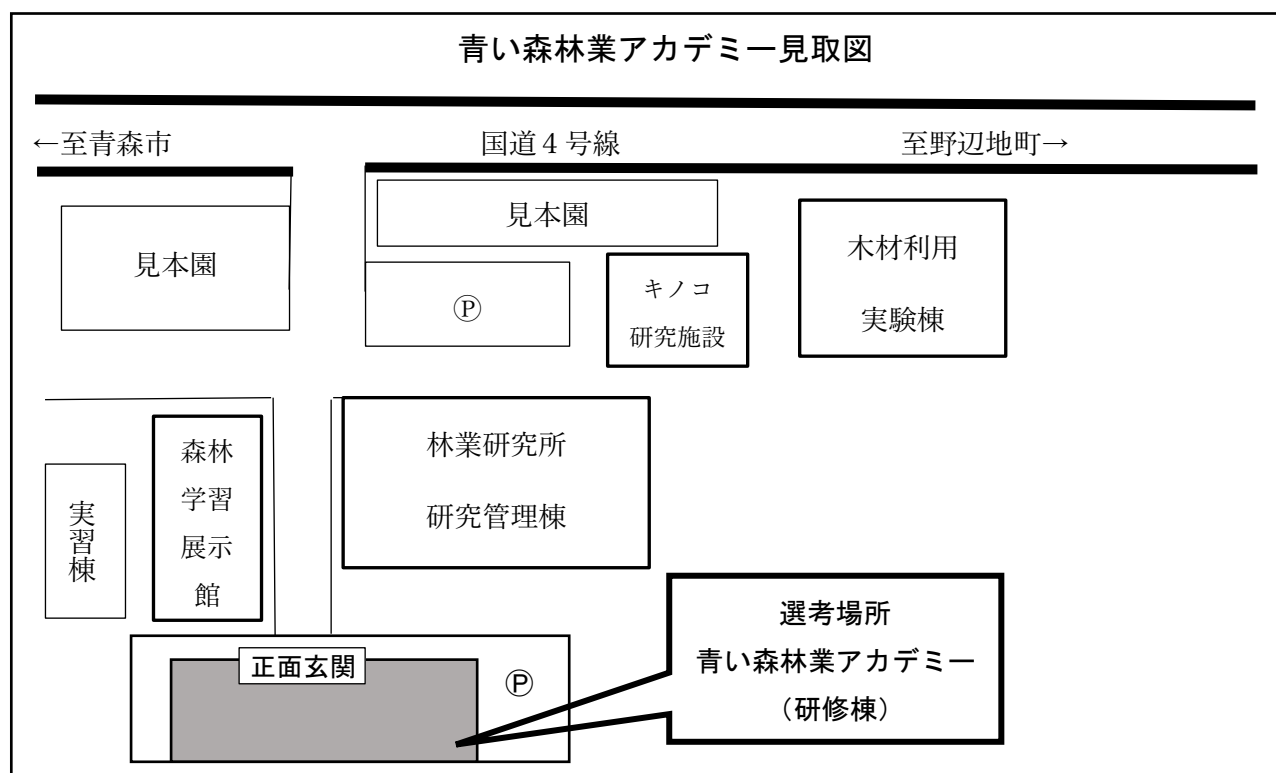 青い森林業アカデミー見取図
←至青森市
国道４号線
至野辺地町→
見本園
見本園
Ⓟ
キノコ
研究施設
木材利用
実験棟
実習棟
森林
学習
展示
館
林業研究所
研究管理棟
正面玄関
Ⓟ
選考場所
青い森林業アカデミー
（研修棟）